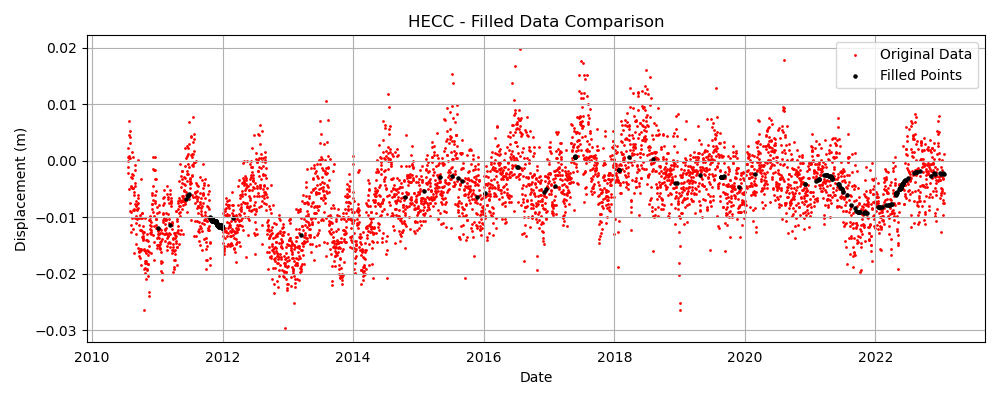 HECC - Filled Data Comparison
Original Data
Filled Points
Displacement (m)
0.02
0.01
0.00
−0.01
−0.02
−0.03
2010
2012
2014
2016
2018
2020
2022
Date